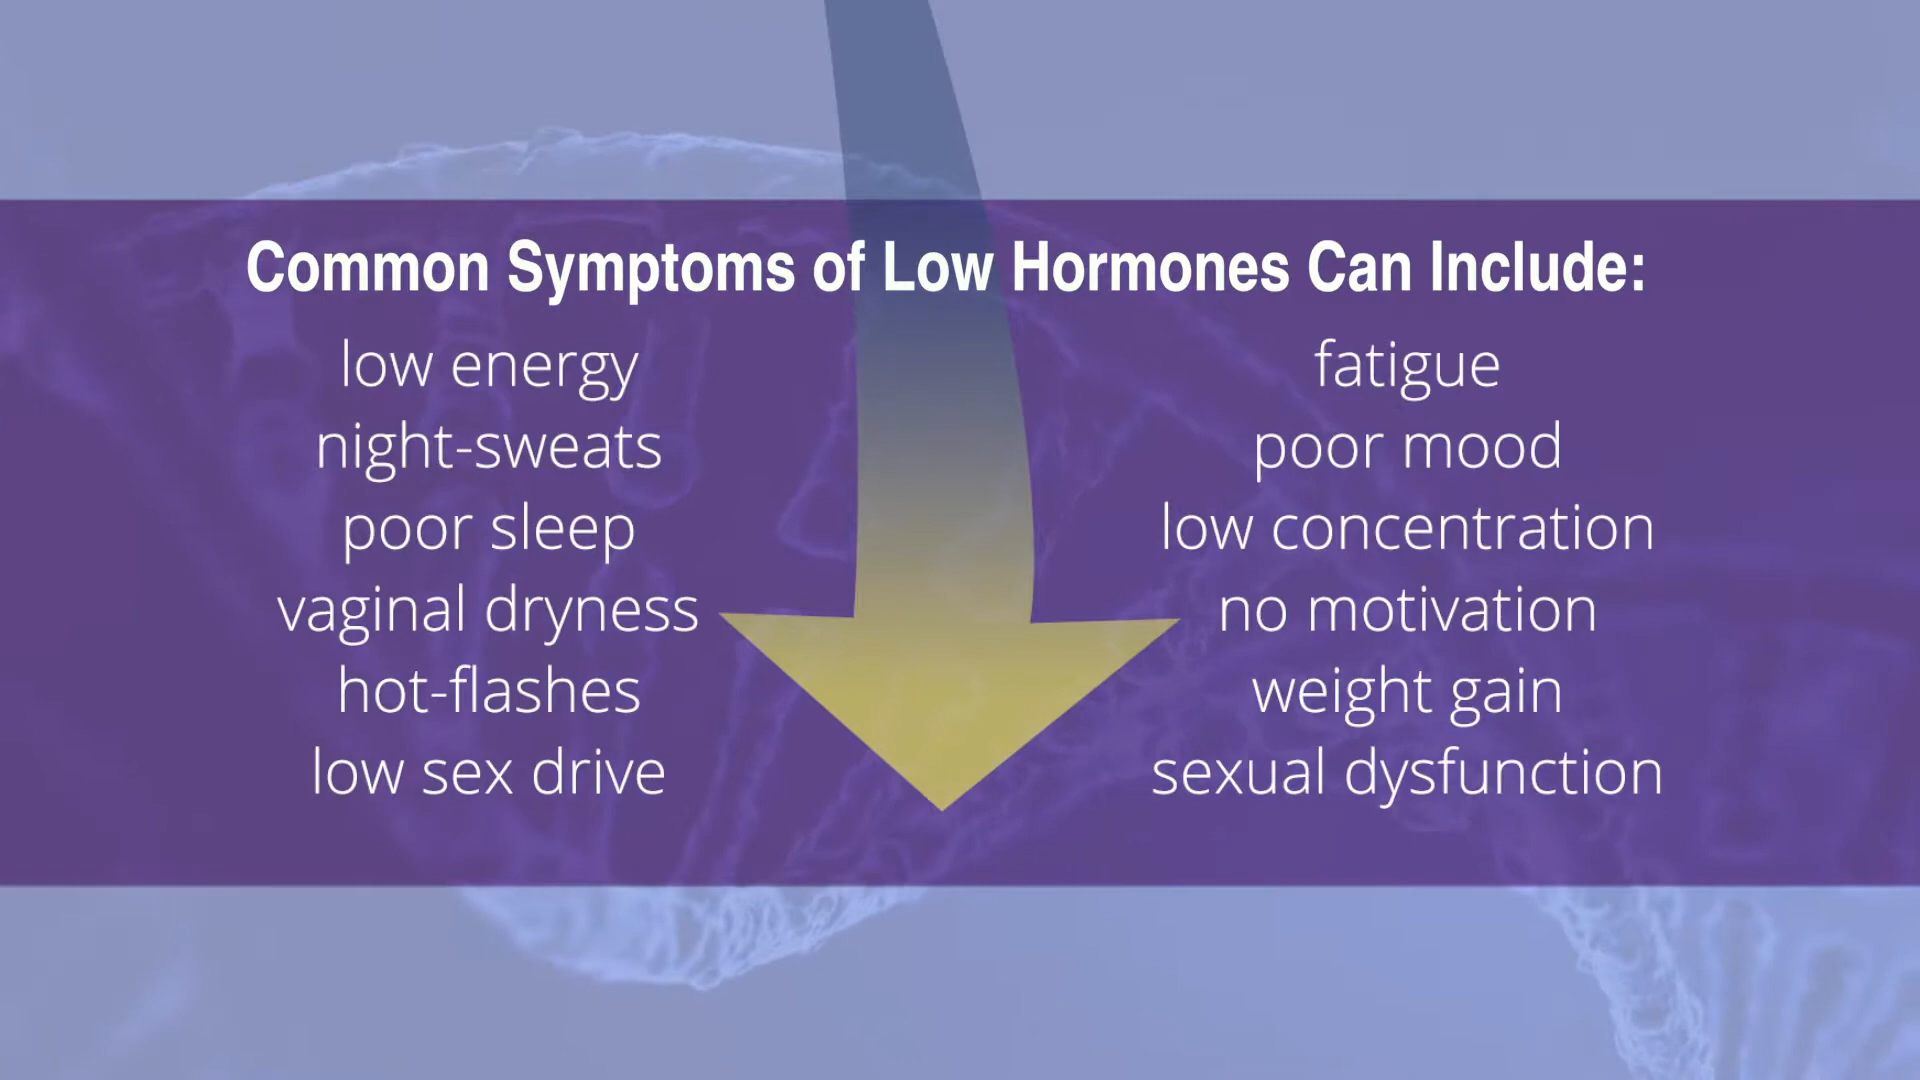 Common Symptoms of Low Hormones Can Include:
low energy
night-sweats
poor sleep
vaginal dryness
hot-flashes
low sex drive
fatigue
poor mood
low concentration
no motivation
weight gain
sexual dysfunction